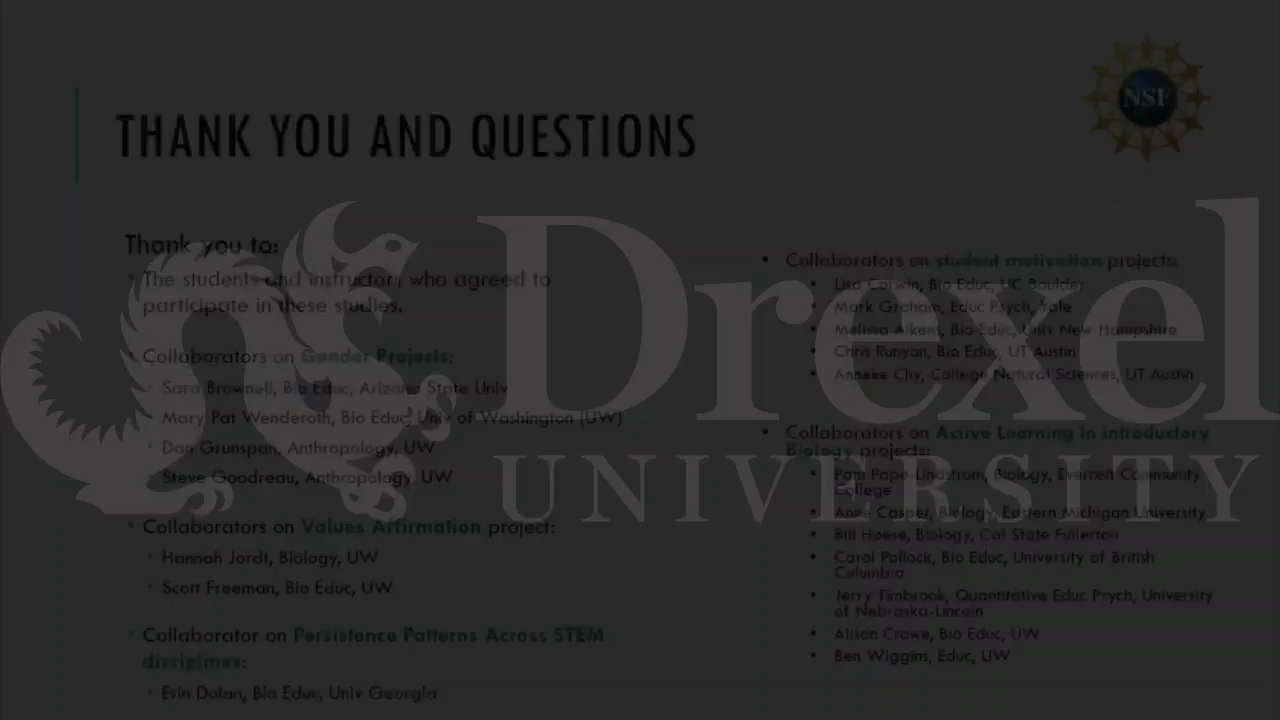 THANK YOU AND QUESTIONS
NSF
Thank you to:
The students and instructors who agreed to
participate in these studies.
Collaborators on Gender Projects:
Sara Brownell, Bio Educ, Arizona State Univ
Mary Pat Wenderoth, Bio Educ, Univ of Washington (UW)
Dan Grunspan, Anthropology, UW
Steve Goodreau, Anthropology, UW
Collaborators on Values Affirmation project:
Hannah Jordt, Biology, UW
Scott Freeman, Bio Educ, UW
Collaborator on Persistence Patterns Across STEM
disciplines:
Erin Dolan, Bio Educ, Univ Georgia
Collaborators on student motivation projects
Lisa Corwin, Bio Educ, UC Boulder
Mark Graham, Educ Psych, Yale
Melissa Aikens, Bio Educ, Univ New Hampshire
Chris Runyon, Bio Educ, UT Austin
Anneke Chy, College Natural Sciences, UT Austin
Collaborators on Active Learning in Introductory
Biology projects:
Pam Pape-Lindstrom, Biology, Everett Community
College
Anne Casper, Biology, Eastern Michigan University
Bill Hoese, Biology, Cal State Fullerton
Carol Pollock, Bio Educ, University of British
Columbia
Jerry Timbrook, Quantitative Educ Psych, University
of Nebraska-Lincoln
Alison Crowe, Bio Educ, UW
Ben Wiggins, Educ, UW
Drexel
UNIVERSITY